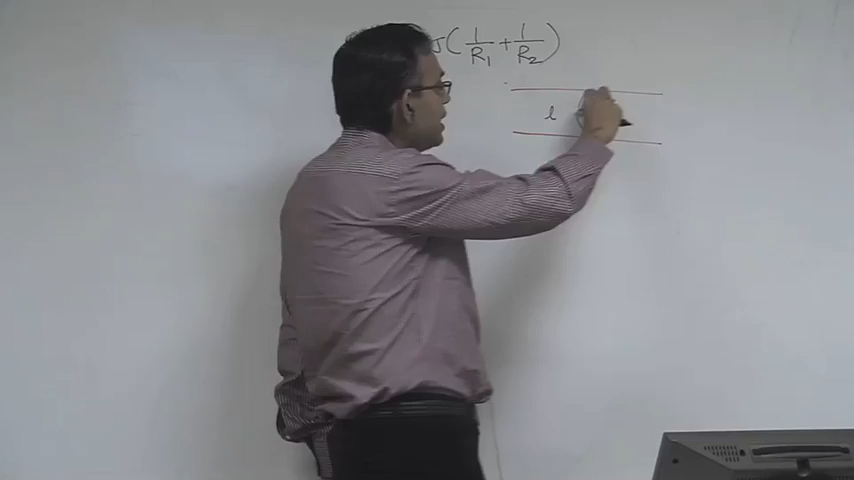 ( 1/R₁ + 1/R₂ )
l